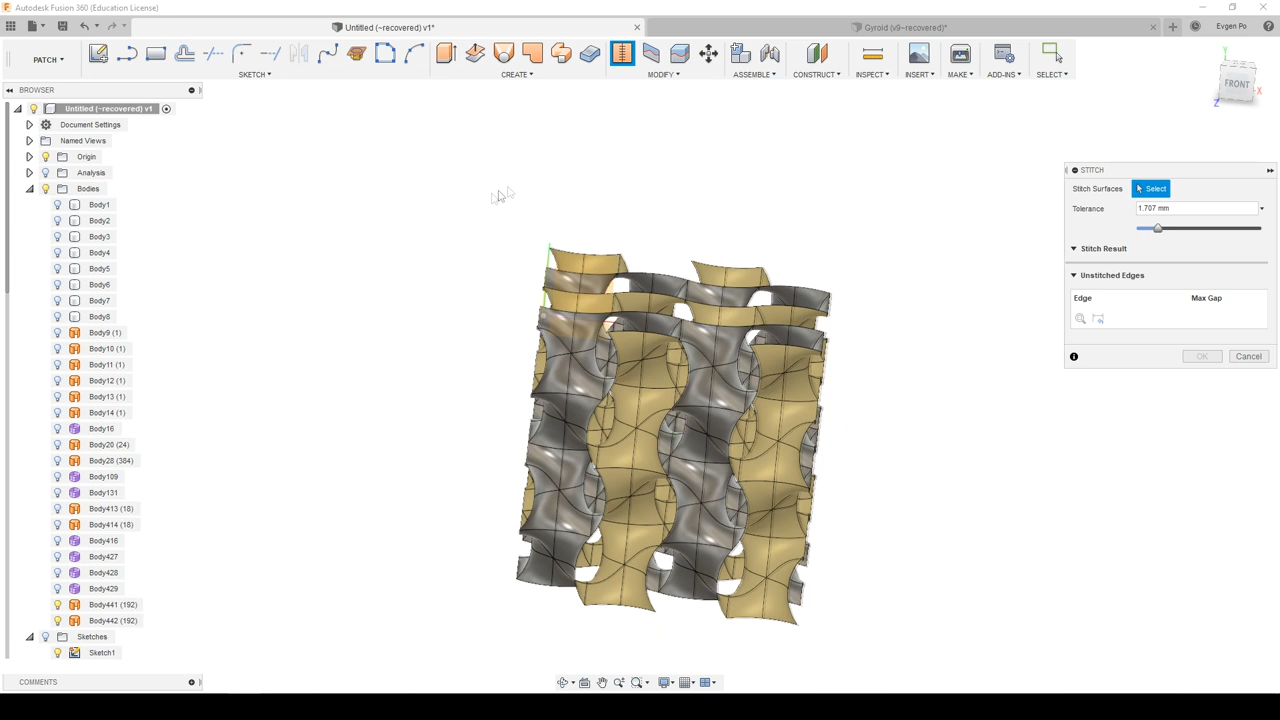 Autodesk Fusion 360 (Education License)
Untitled (~recovered) v1*
Gyroid (v9~recovered)*
Evgen Po
PATCH
SKETCH
CREATE
MODIFY
ASSEMBLE
CONSTRUCT
INSPECT
INSERT
MAKE
ADD-INS
SELECT
BROWSER
Untitled (~recovered) v1
Document Settings
Named Views
Origin
Analysis
Bodies
Body1
Body2
Body3
Body4
Body5
Body6
Body7
Body8
Body9 (1)
Body10 (1)
Body11 (1)
Body12 (1)
Body13 (1)
Body14 (1)
Body16
Body20 (24)
Body28 (384)
Body109
Body131
Body413 (18)
Body414 (18)
Body416
Body427
Body428
Body429
Body441 (192)
Body442 (192)
Sketches
Sketch1
COMMENTS
Y
FRONT
X
Z
STITCH
Stitch Surfaces Select
Tolerance 1.707 mm
Stitch Result
Unstitched Edges
Edge Max Gap
OK Cancel